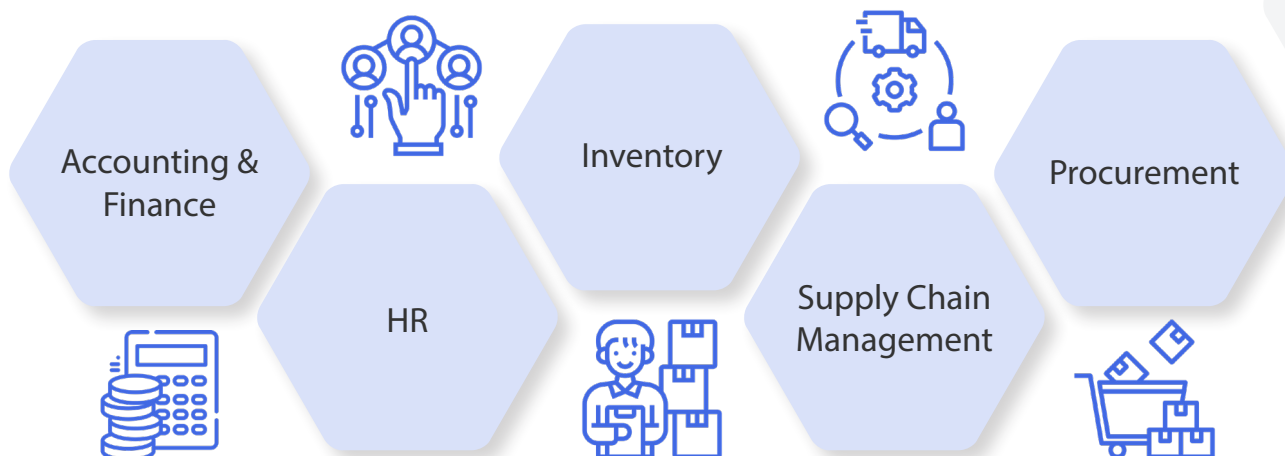 Accounting &
Finance
HR
Inventory
Supply Chain
Management
Procurement